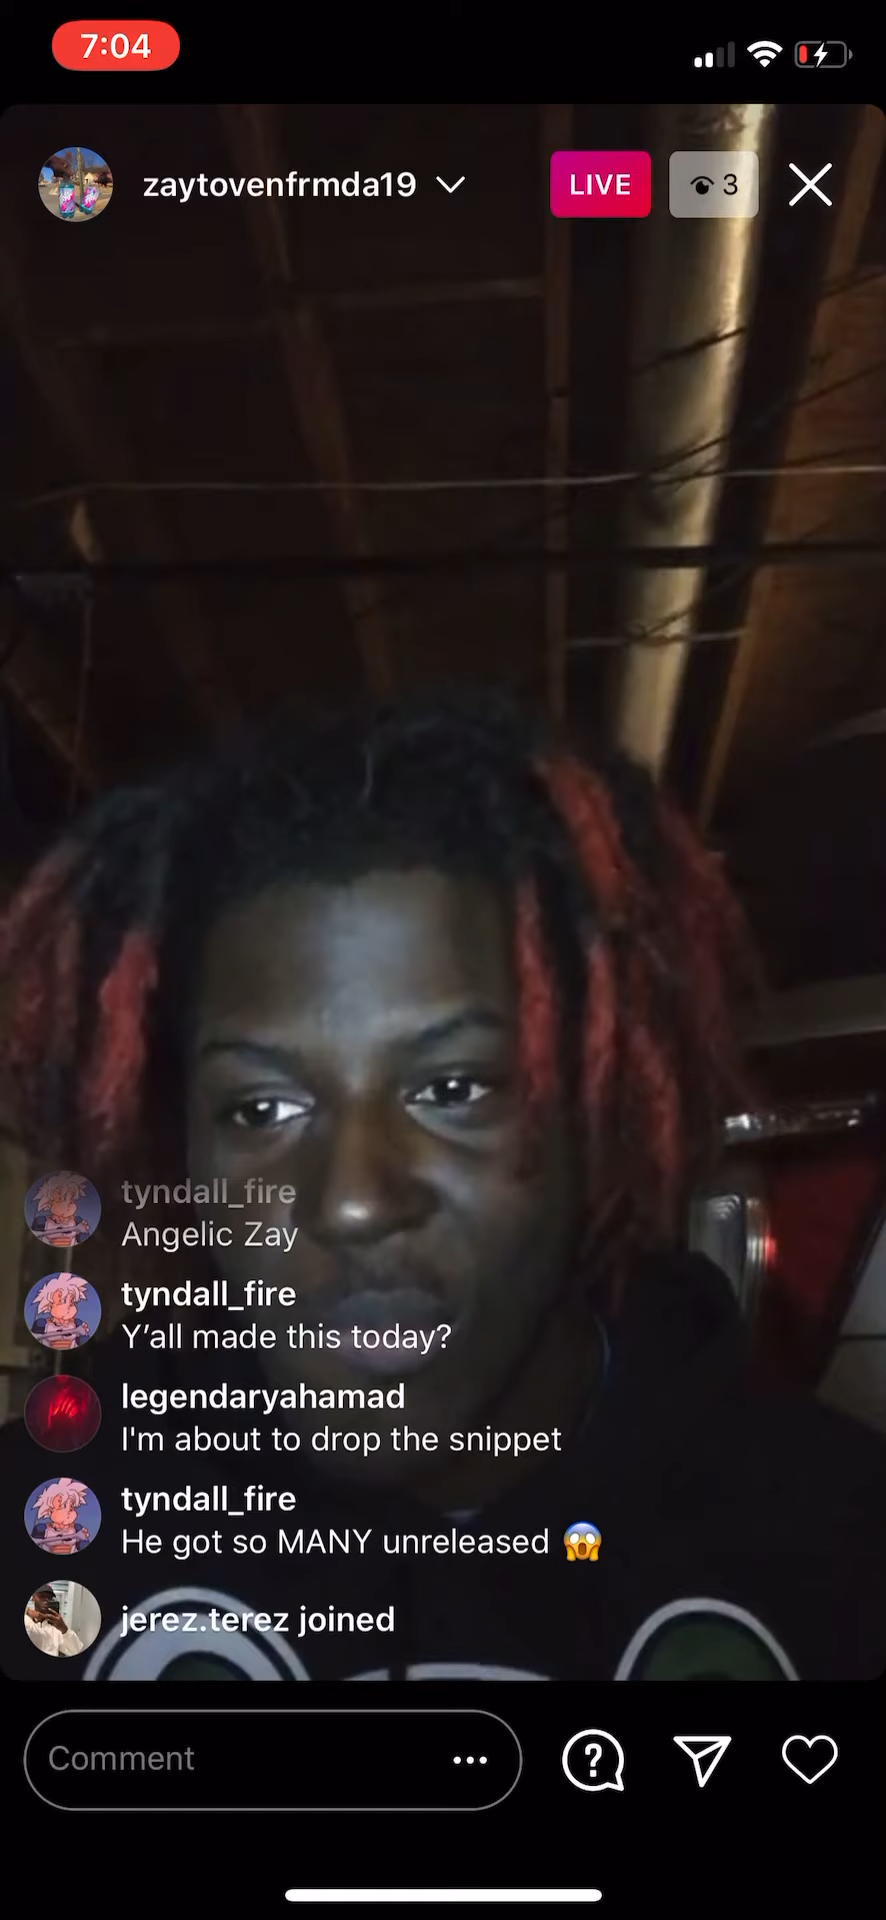 7:04
zaytovenfrmda19
LIVE
3
tyndall_fire
Angelic Zay
tyndall_fire
Y’all made this today?
legendaryahamad
I'm about to drop the snippet
tyndall_fire
He got so MANY unreleased 😱
jerez.terez joined
Comment